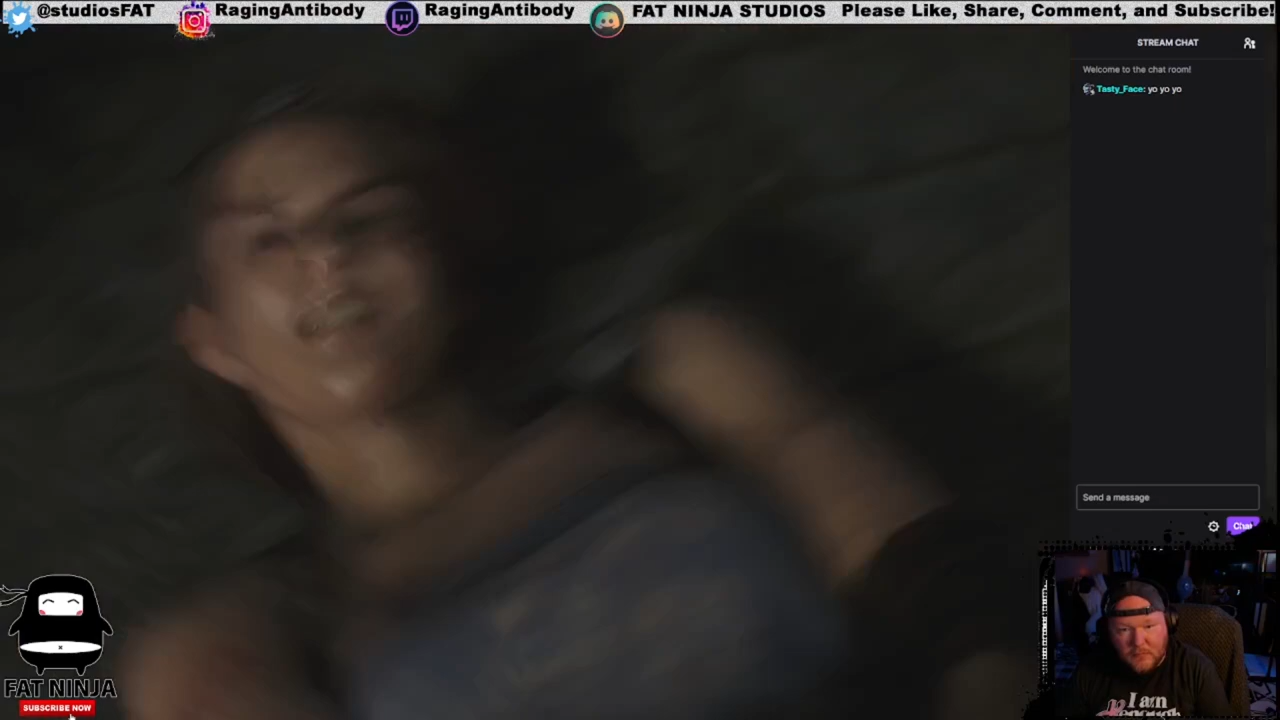 @studiosFAT RagingAntibody RagingAntibody FAT NINJA STUDIOS Please Like, Share, Comment, and Subscribe!
STREAM CHAT
Welcome to the chat room!
Tasty_Face: yo yo yo
Send a message
Chat
FAT NINJA
SUBSCRIBE NOW
I am
enough